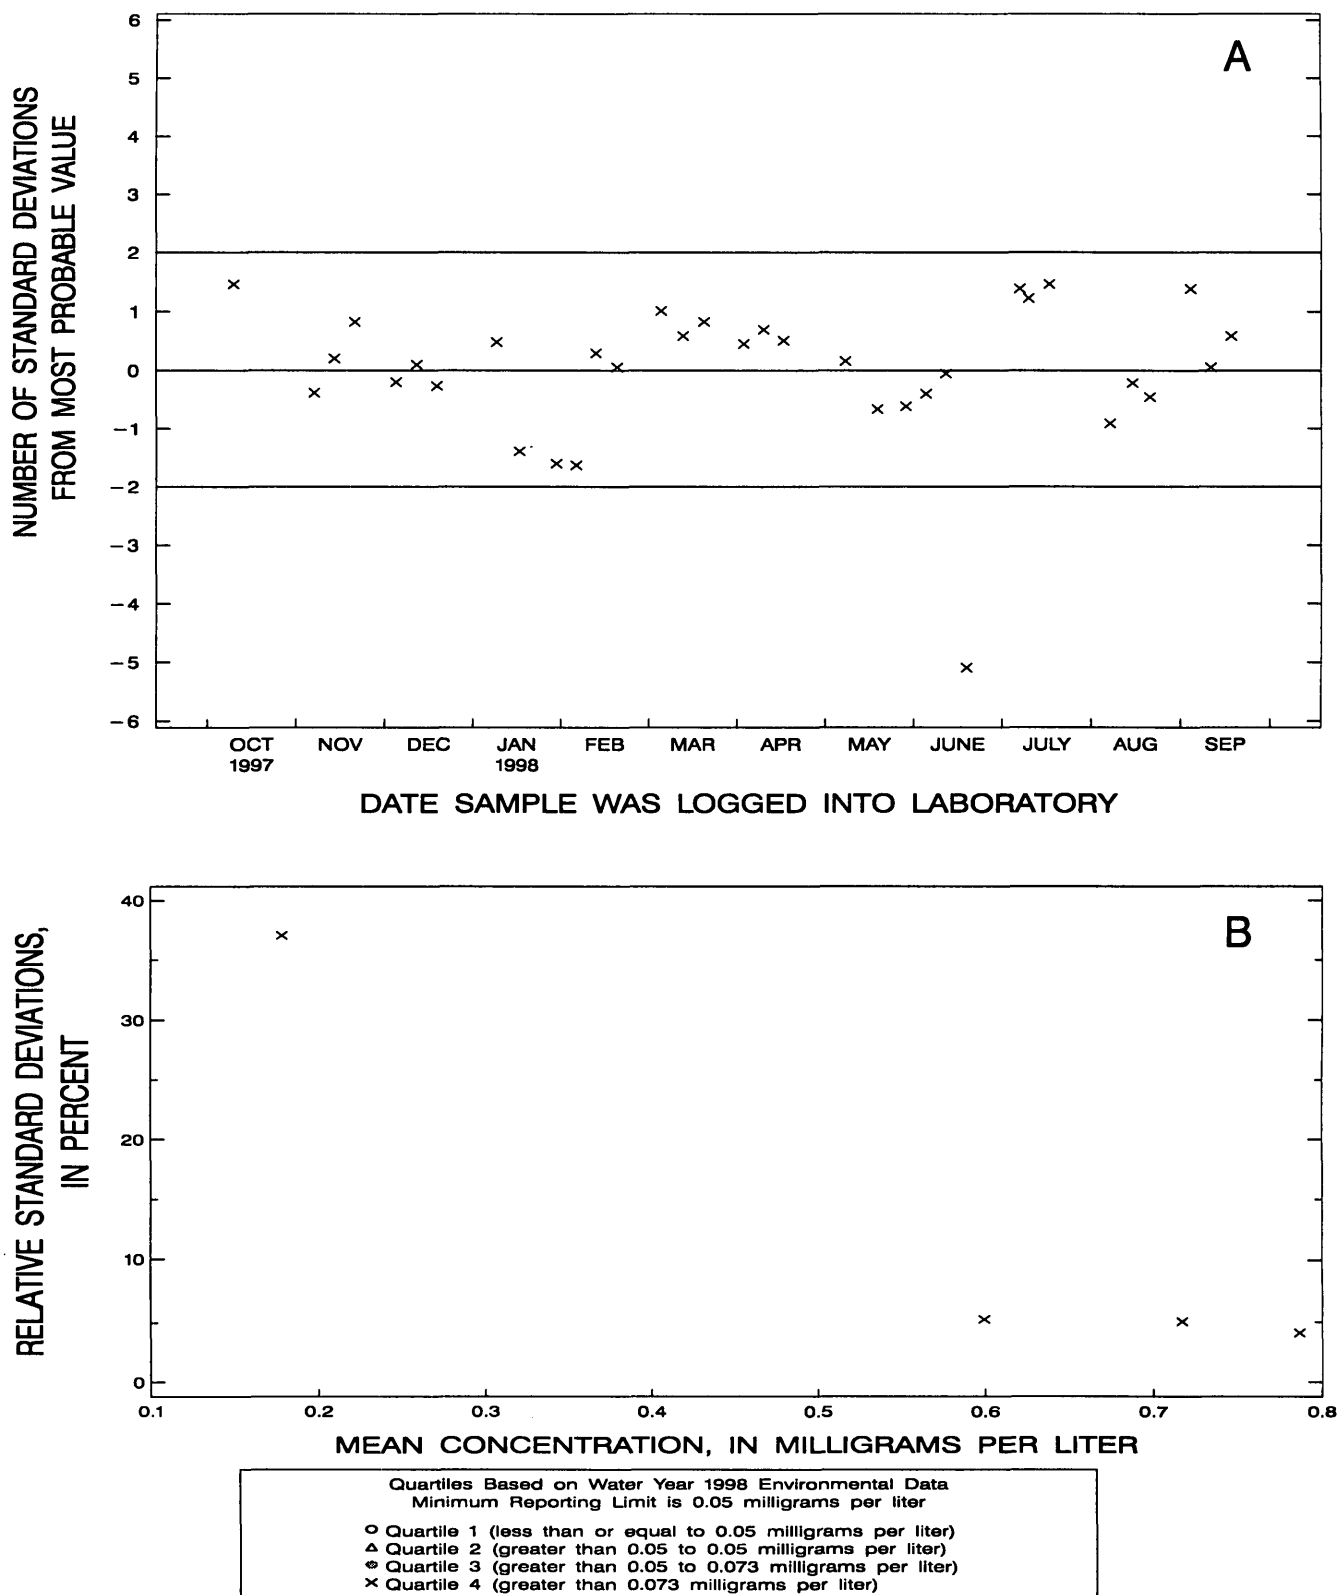 A
NUMBER OF STANDARD DEVIATIONS
FROM MOST PROBABLE VALUE
6
5
4
3
2
1
0
−1
−2
−3
−4
−5
−6
OCT NOV DEC JAN FEB MAR APR MAY JUNE JULY AUG SEP
1997 1998
DATE SAMPLE WAS LOGGED INTO LABORATORY
B
RELATIVE STANDARD DEVIATIONS,
IN PERCENT
40
30
20
10
0
0.1 0.2 0.3 0.4 0.5 0.6 0.7 0.8
MEAN CONCENTRATION, IN MILLIGRAMS PER LITER
Quartiles Based on Water Year 1998 Environmental Data
Minimum Reporting Limit is 0.05 milligrams per liter
Quartile 1 (less than or equal to 0.05 milligrams per liter)
Quartile 2 (greater than 0.05 to 0.05 milligrams per liter)
Quartile 3 (greater than 0.05 to 0.073 milligrams per liter)
Quartile 4 (greater than 0.073 milligrams per liter)